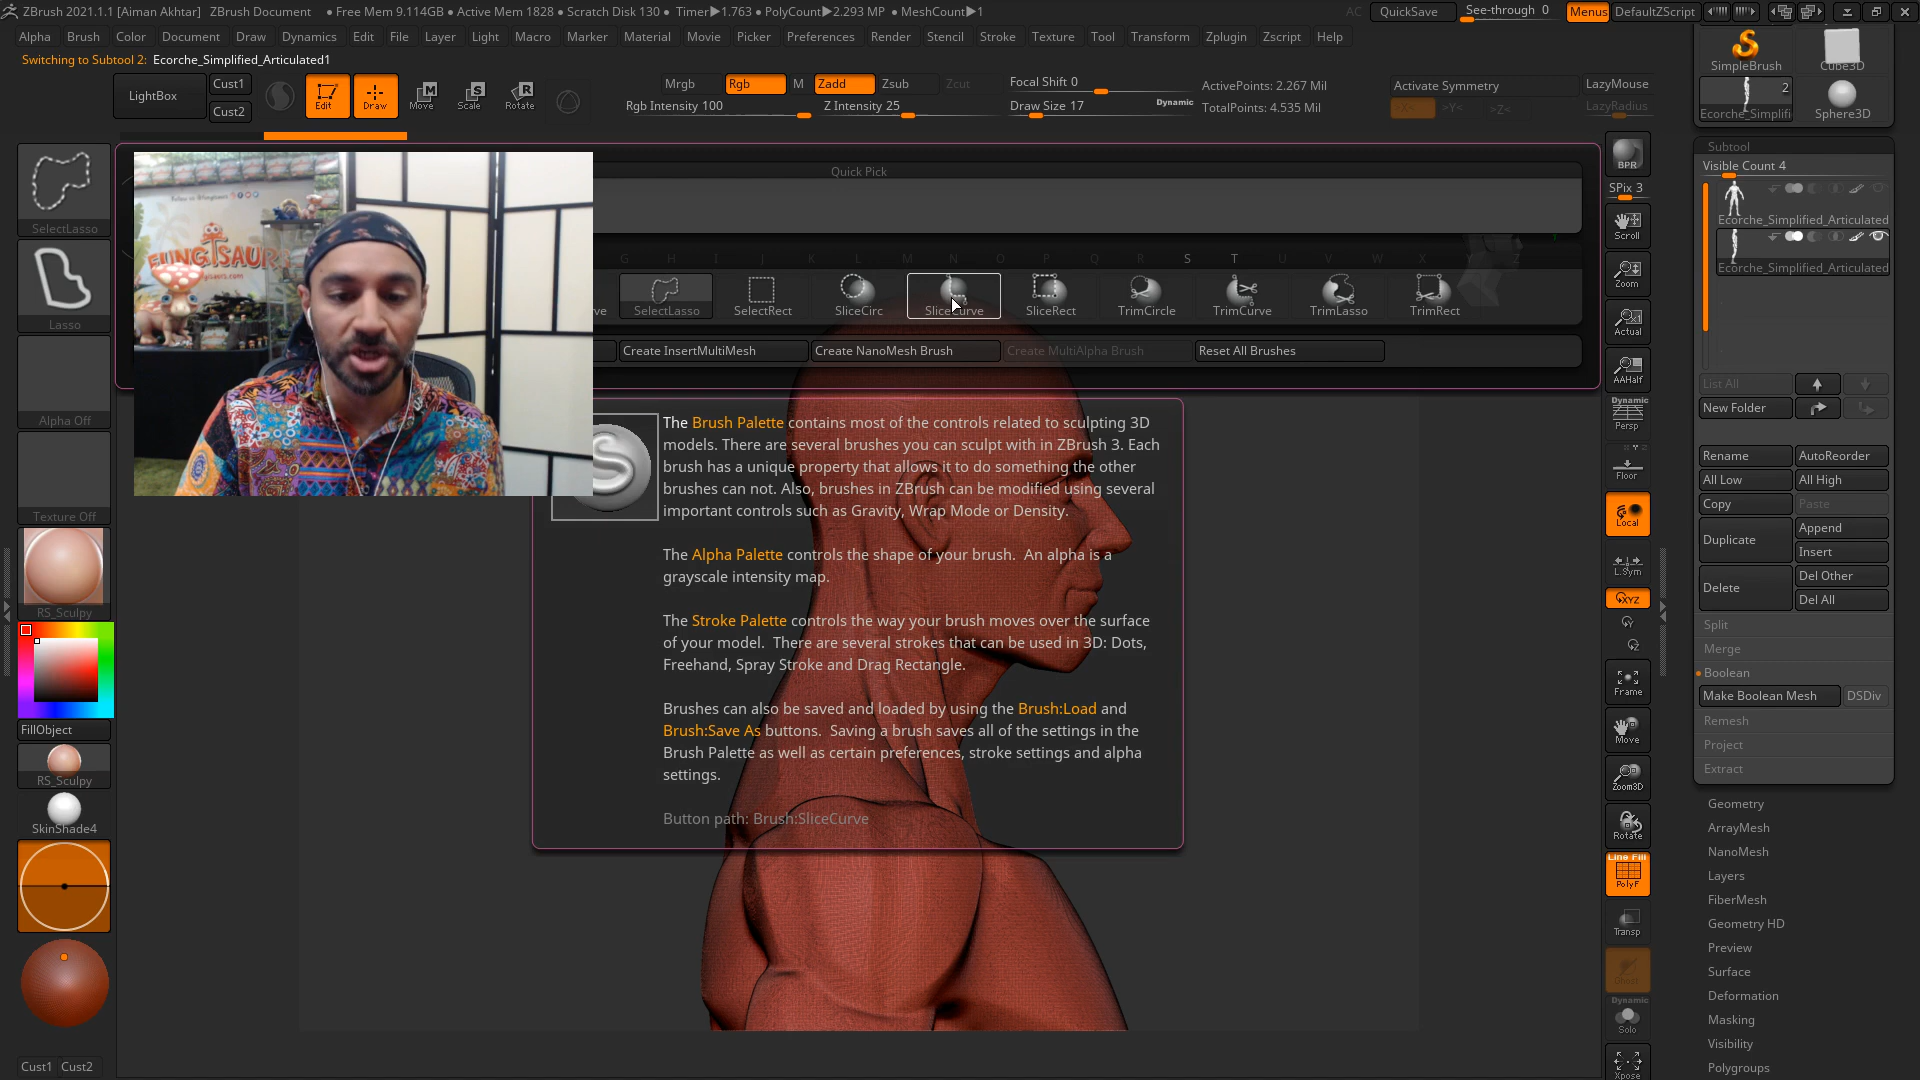 ZBrush 2021.1.1 [Aiman Akhtar] ZBrush Document • Free Mem 9.114GB • Active Mem 1828 • Scratch Disk 130 • Timer▶1.763 • PolyCount▶2.293 MP • MeshCount▶1 AC QuickSave See-through 0 Menus DefaultZScript
Alpha Brush Color Document Draw Dynamics Edit File Layer Light Macro Marker Material Movie Picker Preferences Render Stencil Stroke Texture Tool Transform Zplugin Zscript Help
Switching to Subtool 2: Ecorche_Simplified_Articulated1
LightBox
Cust1
Cust2
Edit Draw Move Scale Rotate
Mrgb Rgb M Zadd Zsub Zcut
Rgb Intensity 100 Z Intensity 25
Focal Shift 0
Draw Size 17 Dynamic
ActivePoints: 2.267 Mil
TotalPoints: 4.535 Mil
Activate Symmetry
>X< >Y< >Z<
LazyMouse
LazyRadius
SimpleBrush Cube3D
2
Ecorche_Simplifi Sphere3D
SelectLasso
Lasso
Alpha Off
Texture Off
RS_Sculpy
FillObject
RS_Sculpy
SkinShade4
Cust1 Cust2
FUNGISAURS
Quick Pick
G H I J K L M N O P Q R S T U V W X Y Z
ve SelectLasso SelectRect SliceCirc SliceCurve SliceRect TrimCircle TrimCurve TrimLasso TrimRect
Create InsertMultiMesh Create NanoMesh Brush Create MultiAlpha Brush Reset All Brushes
The Brush Palette contains most of the controls related to sculpting 3D
models. There are several brushes you can sculpt with in ZBrush 3. Each
brush has a unique property that allows it to do something the other
brushes can not. Also, brushes in ZBrush can be modified using several
important controls such as Gravity, Wrap Mode or Density.
The Alpha Palette controls the shape of your brush. An alpha is a
grayscale intensity map.
The Stroke Palette controls the way your brush moves over the surface
of your model. There are several strokes that can be used in 3D: Dots,
Freehand, Spray Stroke and Drag Rectangle.
Brushes can also be saved and loaded by using the Brush:Load and
Brush:Save As buttons. Saving a brush saves all of the settings in the
Brush Palette as well as certain preferences, stroke settings and alpha
settings.
Button path: Brush:SliceCurve
BPR
SPix 3
Scroll
Zoom
Actual
AAHalf
Dynamic
Persp
Floor
Local
L.Sym
XYZ
Frame
Move
Zoom3D
Rotate
Line Fill
PolyF
Transp
Ghost
Dynamic
Solo
Xpose
Subtool
Visible Count 4
Ecorche_Simplified_Articulated
Ecorche_Simplified_Articulated
List All
New Folder
Rename AutoReorder
All Low All High
Copy Paste
Duplicate Append
Insert
Delete Del Other
Del All
Split
Merge
Boolean
Make Boolean Mesh DSDiv
Remesh
Project
Extract
Geometry
ArrayMesh
NanoMesh
Layers
FiberMesh
Geometry HD
Preview
Surface
Deformation
Masking
Visibility
Polygroups